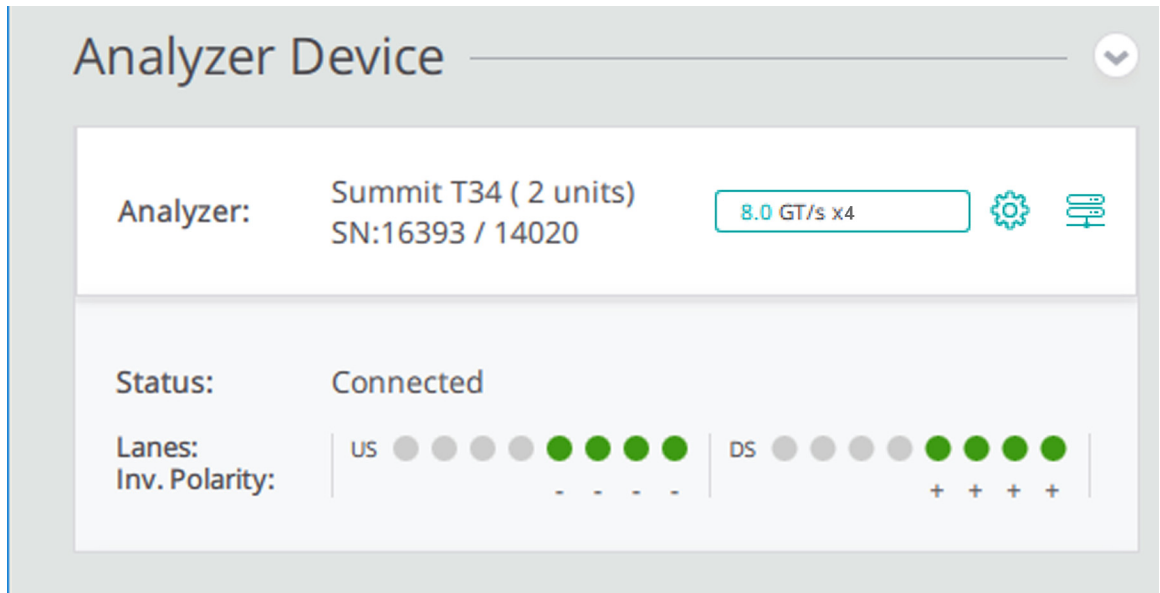 Analyzer Device
Analyzer: Summit T34 ( 2 units) 8.0 GT/s x4
SN:16393 / 14020
Status: Connected
Lanes: US DS
Inv. Polarity: - - - - + + + +